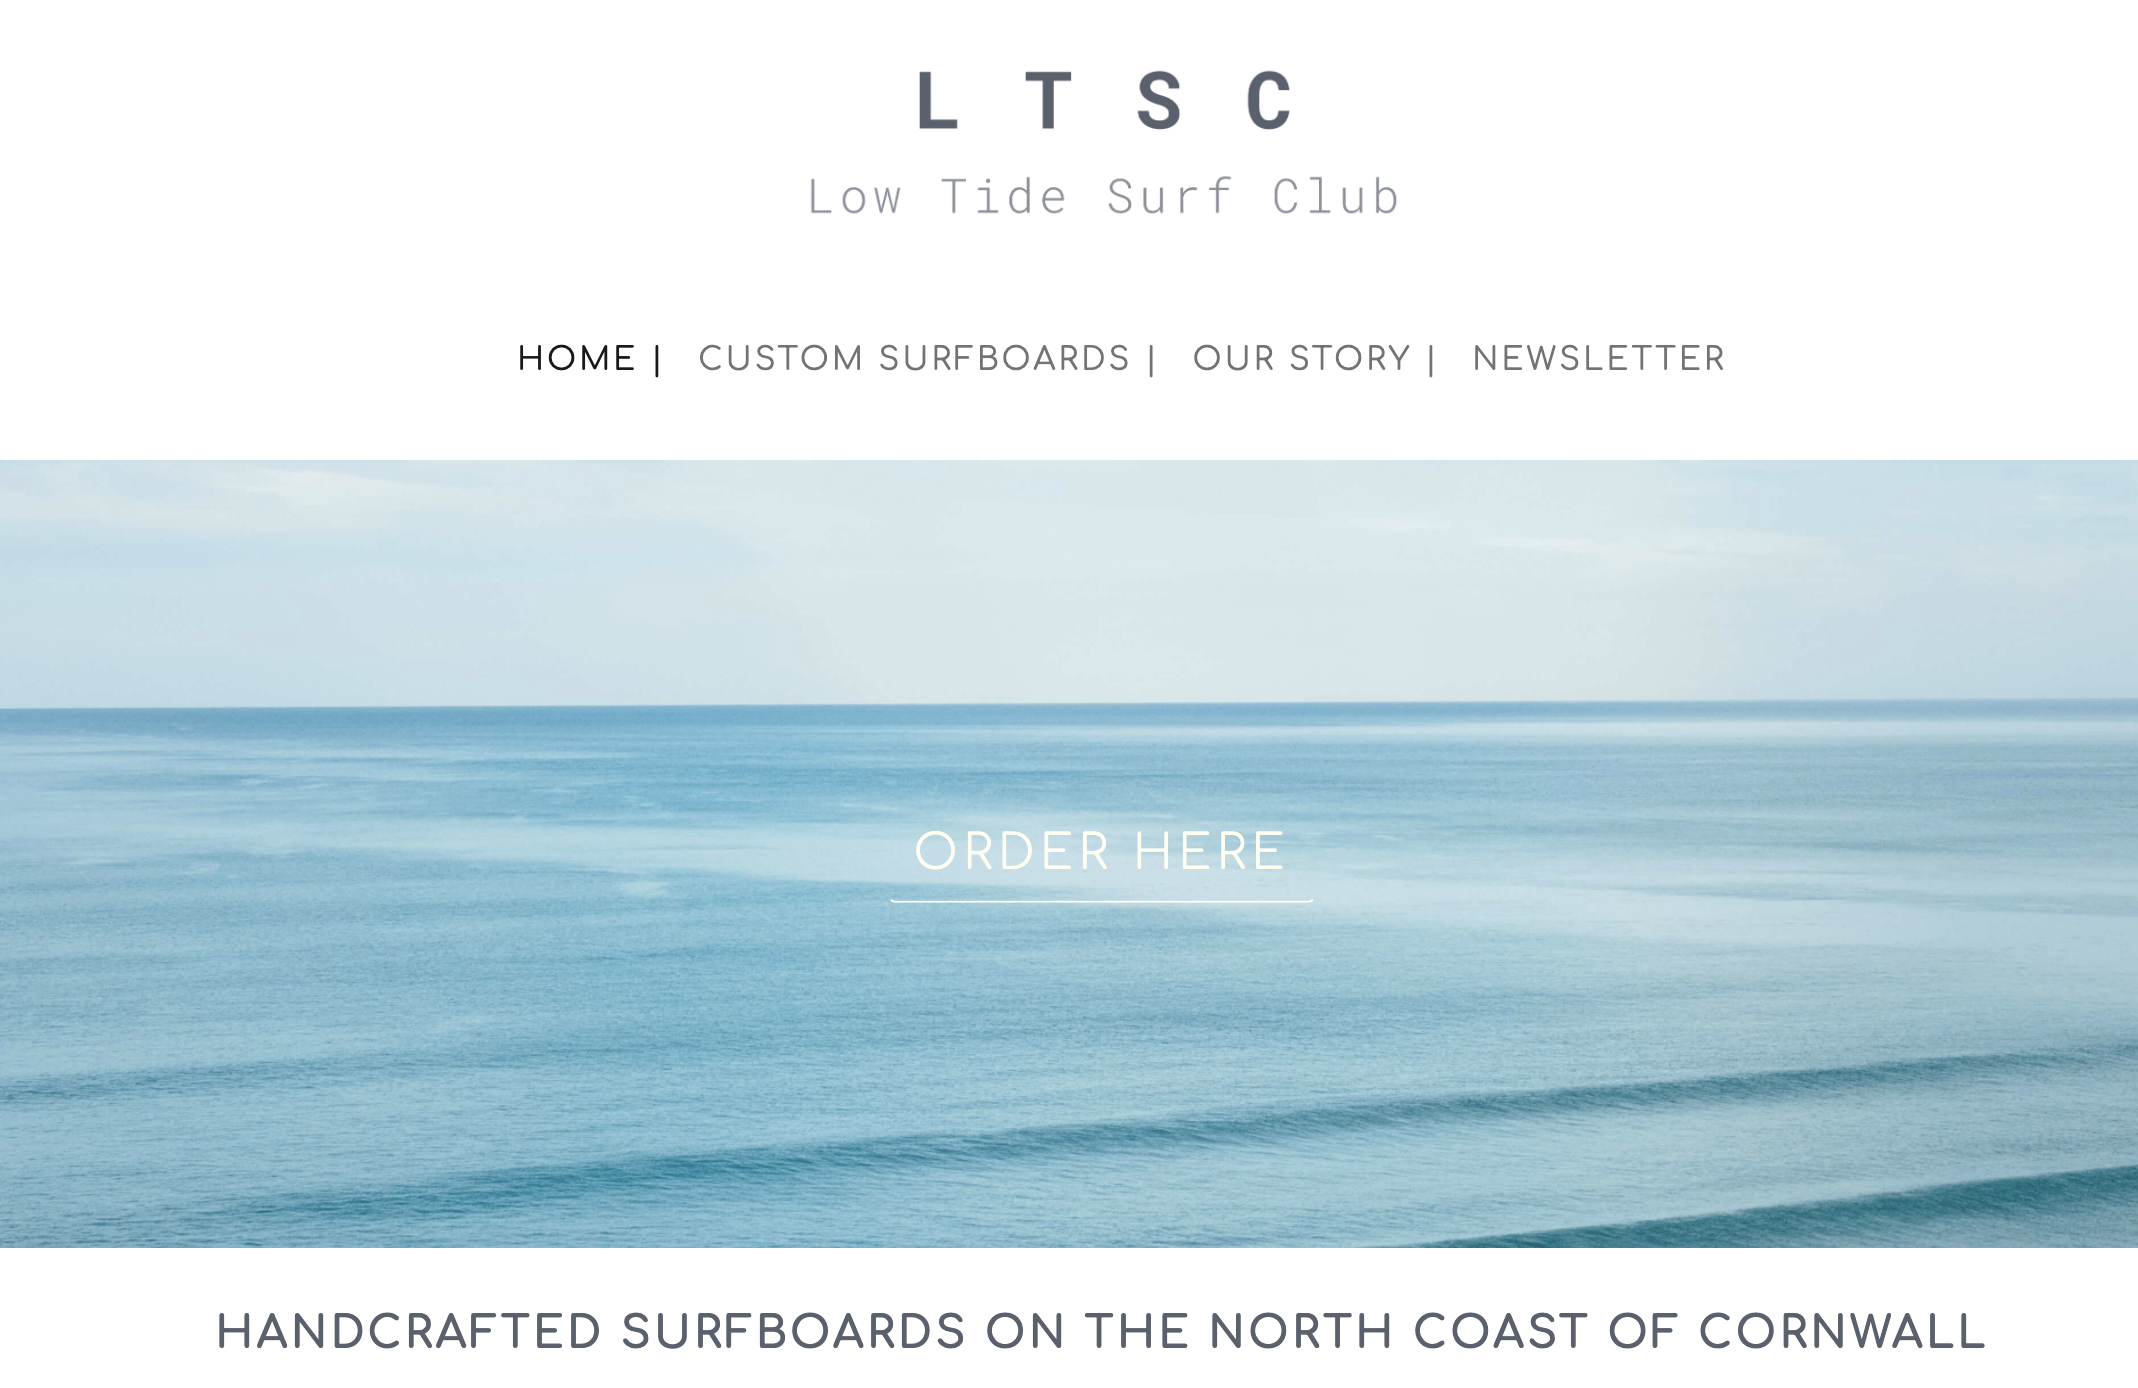 L T S C
Low Tide Surf Club
HOME | CUSTOM SURFBOARDS | OUR STORY | NEWSLETTER
ORDER HERE
HANDCRAFTED SURFBOARDS ON THE NORTH COAST OF CORNWALL